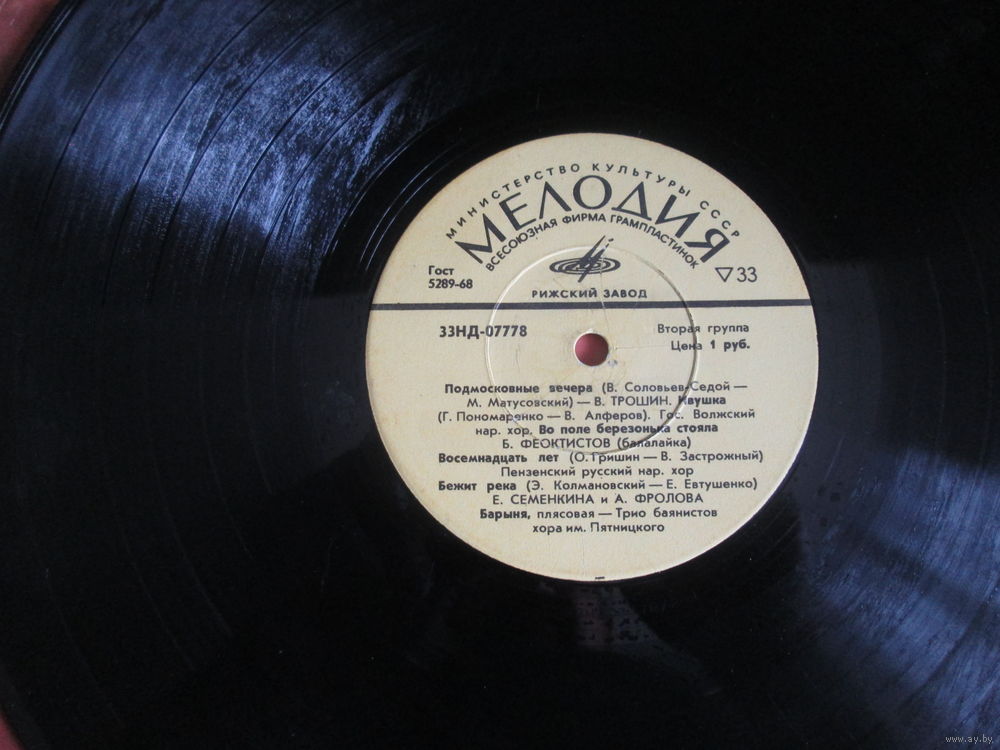 МИНИСТЕРСТВО КУЛЬТУРЫ СССР
МЕЛОДИЯ
ВСЕСОЮЗНАЯ ФИРМА ГРАМПЛАСТИНОК
Гост
5289-68
▽33
РИЖСКИЙ ЗАВОД
33НД-07778
Вторая группа
Цена 1 руб.
Подмосковные вечера (В. Соловьев-Седой —
М. Матусовский) — В. ТРОШИН. Ивушка
(Г. Пономаренко — В. Алферов). Гос. Волжский
нар. хор. Во поле березонька стояла
Б. ФЕОКТИСТОВ (балалайка)
Восемнадцать лет (О. Гришин — В. Застрожный)
Пензенский русский нар. хор
Бежит река (Э. Колмановский — Е. Евтушенко)
Е. СЕМЕНКИНА и А. ФРОЛОВА
Барыня, плясовая — Трио баянистов
хора им. Пятницкого
www.ay.by